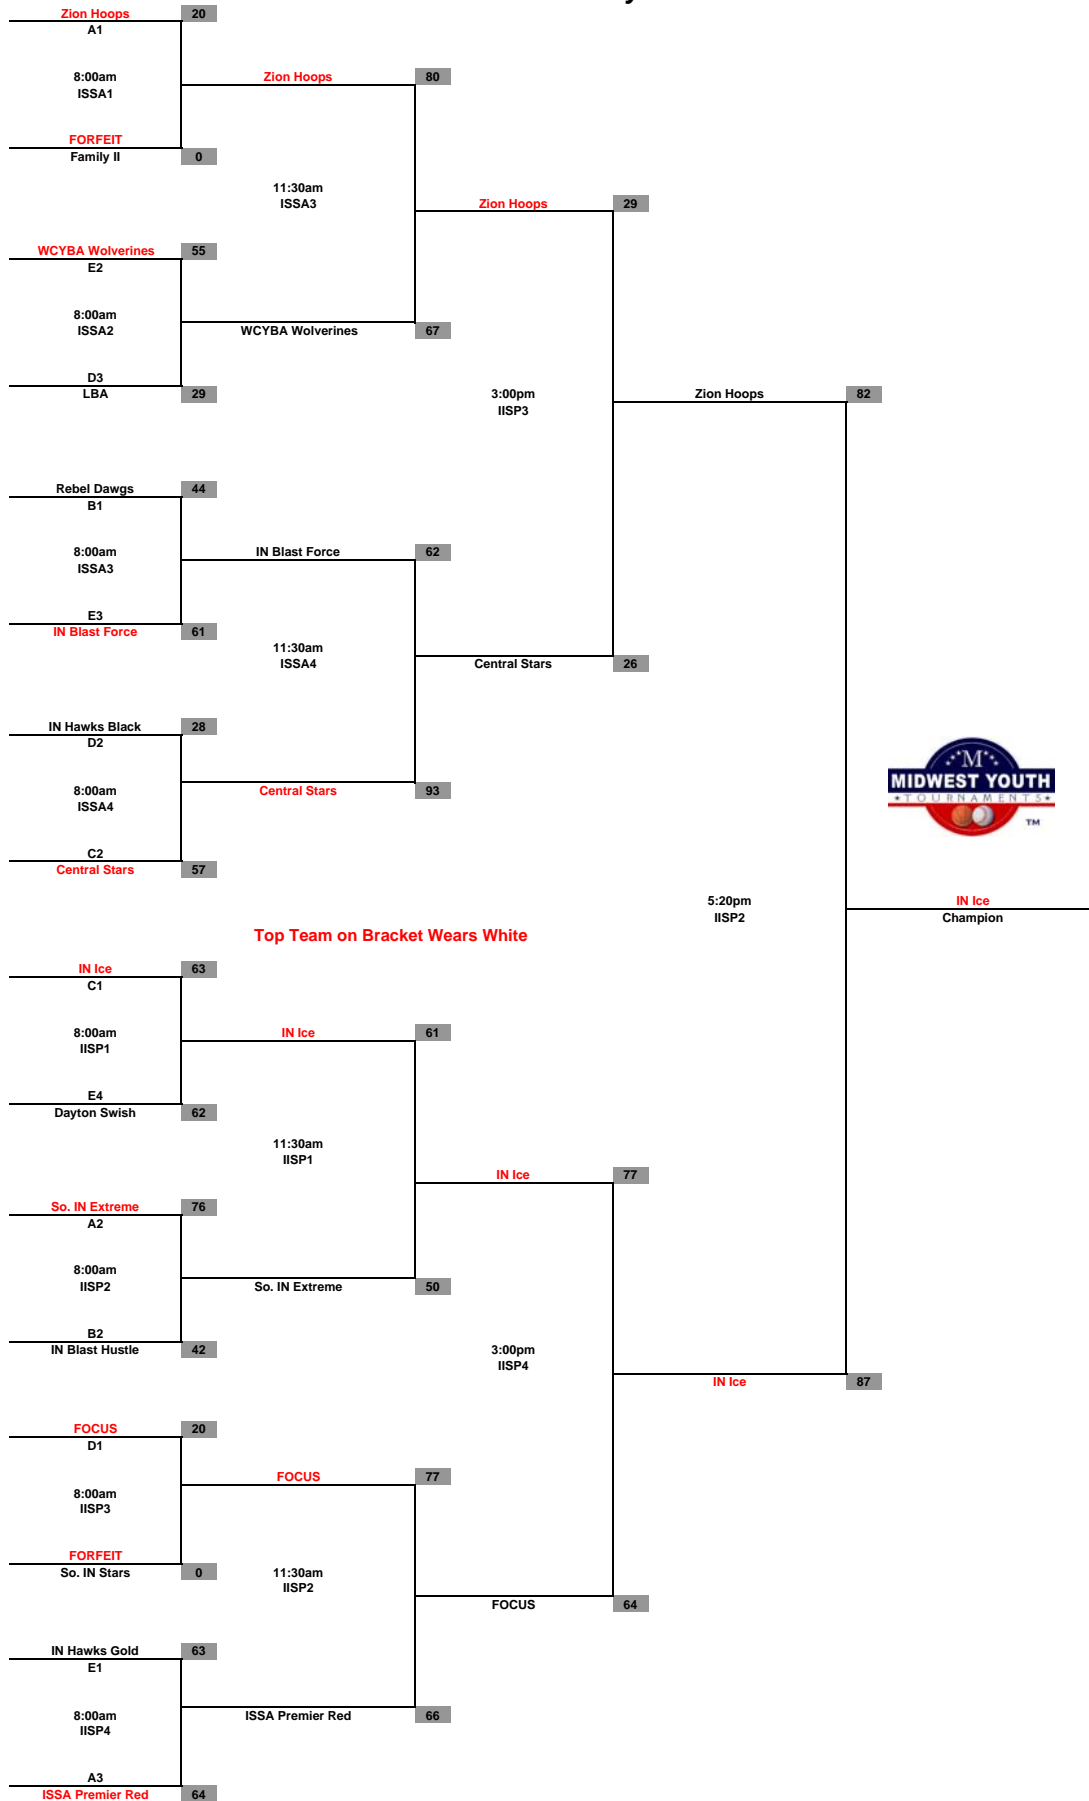 Zion Hoops 20
A1
8:00am
ISSA1
Zion Hoops 80
FORFEIT
Family II 0
11:30am
ISSA3
Zion Hoops 29
WCYBA Wolverines 55
E2
8:00am
ISSA2
WCYBA Wolverines 67
D3
LBA 29
3:00pm
IISP3
Zion Hoops 82
Rebel Dawgs 44
B1
8:00am
ISSA3
IN Blast Force 62
E3
IN Blast Force 61
11:30am
ISSA4
Central Stars 26
IN Hawks Black 28
D2
8:00am
ISSA4
Central Stars 93
M
MIDWEST YOUTH
TOURNAMENTS
TM
C2
Central Stars 57
5:20pm
IISP2
IN Ice
Champion
Top Team on Bracket Wears White
IN Ice 63
C1
8:00am
IISP1
IN Ice 61
E4
Dayton Swish 62
11:30am
IISP1
IN Ice 77
So. IN Extreme 76
A2
8:00am
IISP2
So. IN Extreme 50
B2
IN Blast Hustle 42
3:00pm
IISP4
IN Ice 87
FOCUS 20
D1
8:00am
IISP3
FOCUS 77
FORFEIT
So. IN Stars 0
11:30am
IISP2
FOCUS 64
IN Hawks Gold 63
E1
8:00am
IISP4
ISSA Premier Red 66
A3
ISSA Premier Red 64